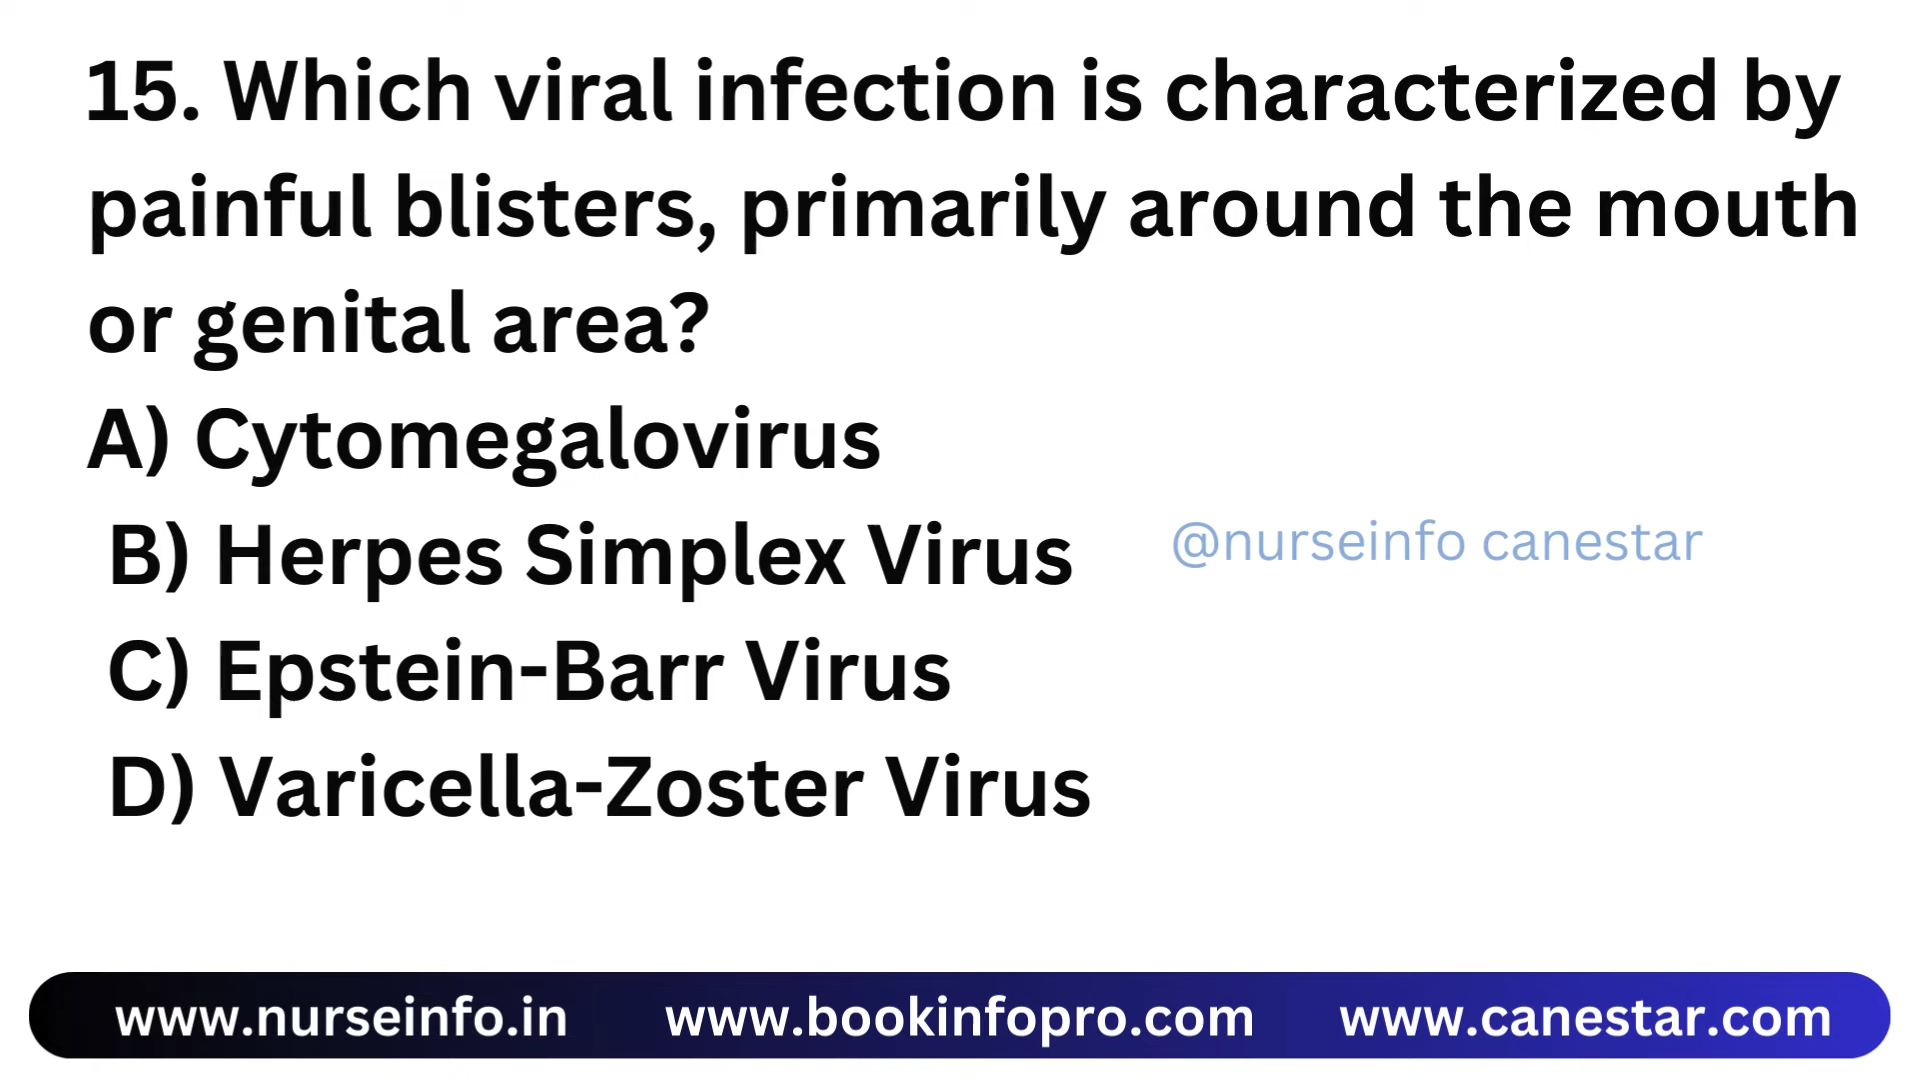 15. Which viral infection is characterized by
painful blisters, primarily around the mouth
or genital area?
A) Cytomegalovirus
B) Herpes Simplex Virus
@nurseinfo canestar
C) Epstein-Barr Virus
D) Varicella-Zoster Virus
www.nurseinfo.in www.bookinfopro.com www.canestar.com